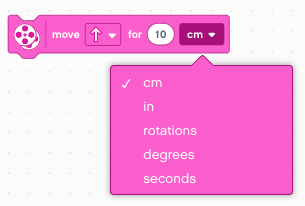 move for 10 cm
cm
in
rotations
degrees
seconds